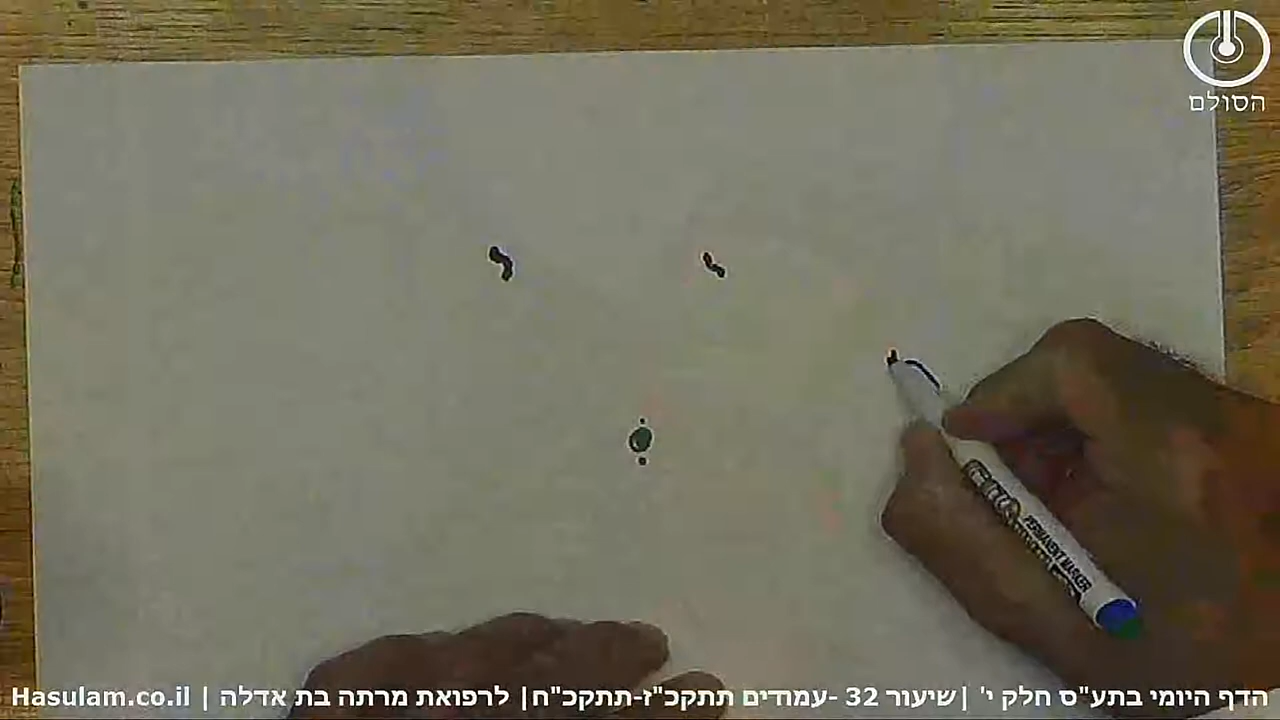 הסולם
PERMANENT MARKER
הדף היומי בתע"ס חלק י' |שיעור 32 -עמודים תתקכ"ז-תתקכ"ח| לרפואת מרתה בת אדלה | Hasulam.co.il